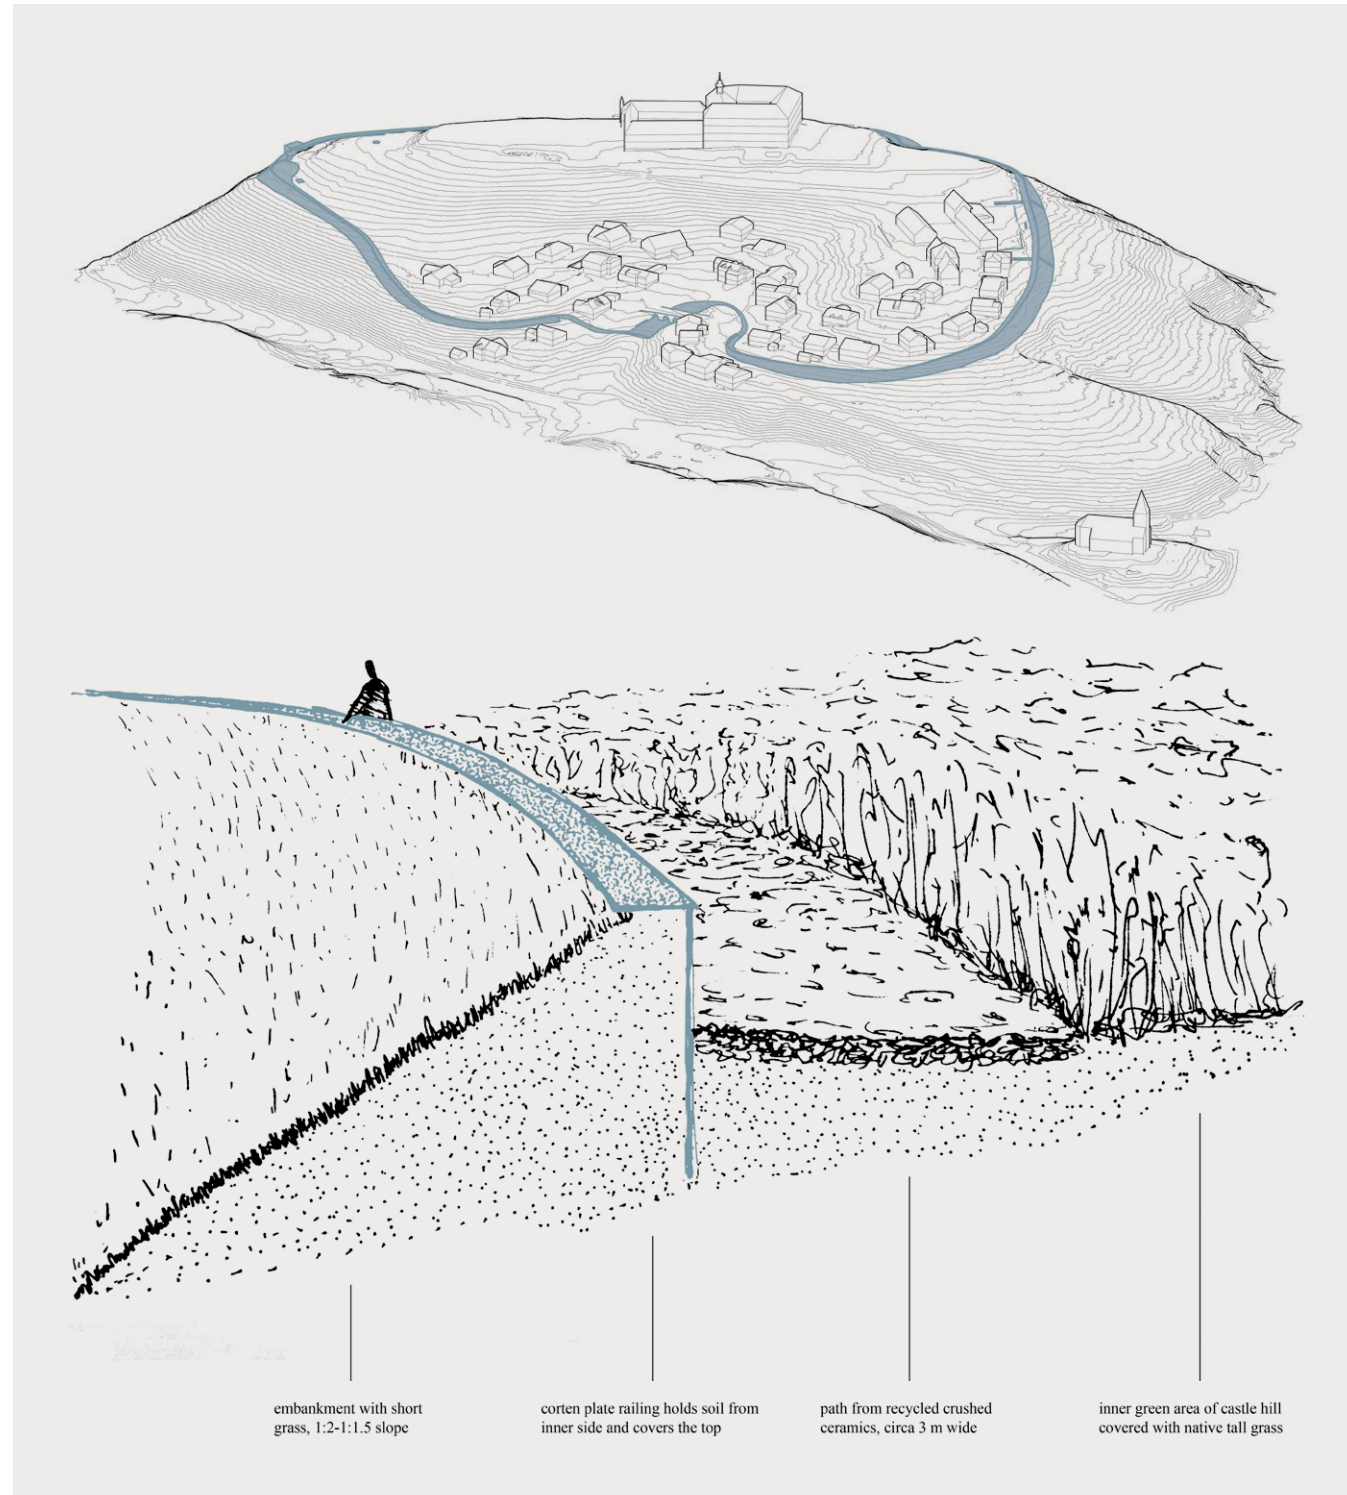 embankment with short
grass, 1:2-1:1.5 slope
corten plate railing holds soil from
inner side and covers the top
path from recycled crushed
ceramics, circa 3 m wide
inner green area of castle hill
covered with native tall grass